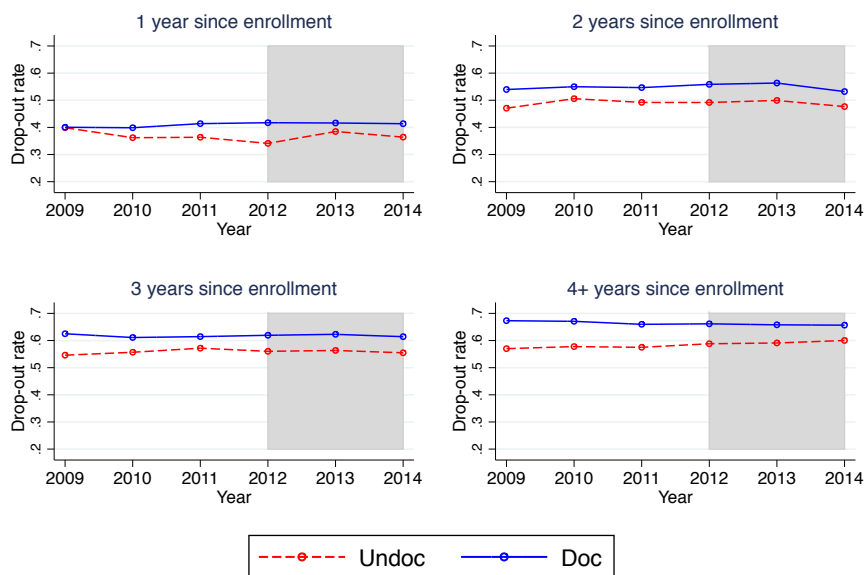 1 year since enrollment
Drop-out rate
.2 .3 .4 .5 .6 .7
2009 2010 2011 2012 2013 2014
Year
2 years since enrollment
Drop-out rate
.2 .3 .4 .5 .6 .7
2009 2010 2011 2012 2013 2014
Year
3 years since enrollment
Drop-out rate
.2 .3 .4 .5 .6 .7
2009 2010 2011 2012 2013 2014
Year
4+ years since enrollment
Drop-out rate
.2 .3 .4 .5 .6 .7
2009 2010 2011 2012 2013 2014
Year
Undoc Doc